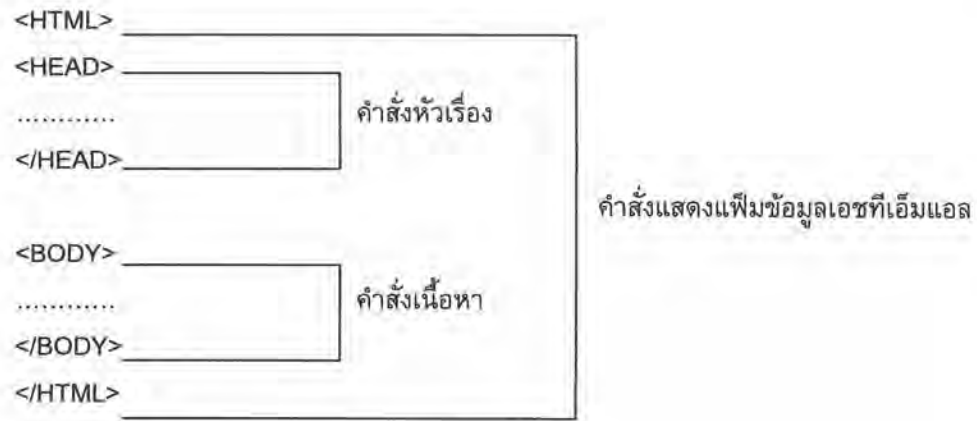 <HTML>
<HEAD>
............ คำสั่งหัวเรื่อง
</HEAD>
คำสั่งแสดงแฟ้มข้อมูลเอชทีเอ็มแอล
<BODY>
............ คำสั่งเนื้อหา
</BODY>
</HTML>